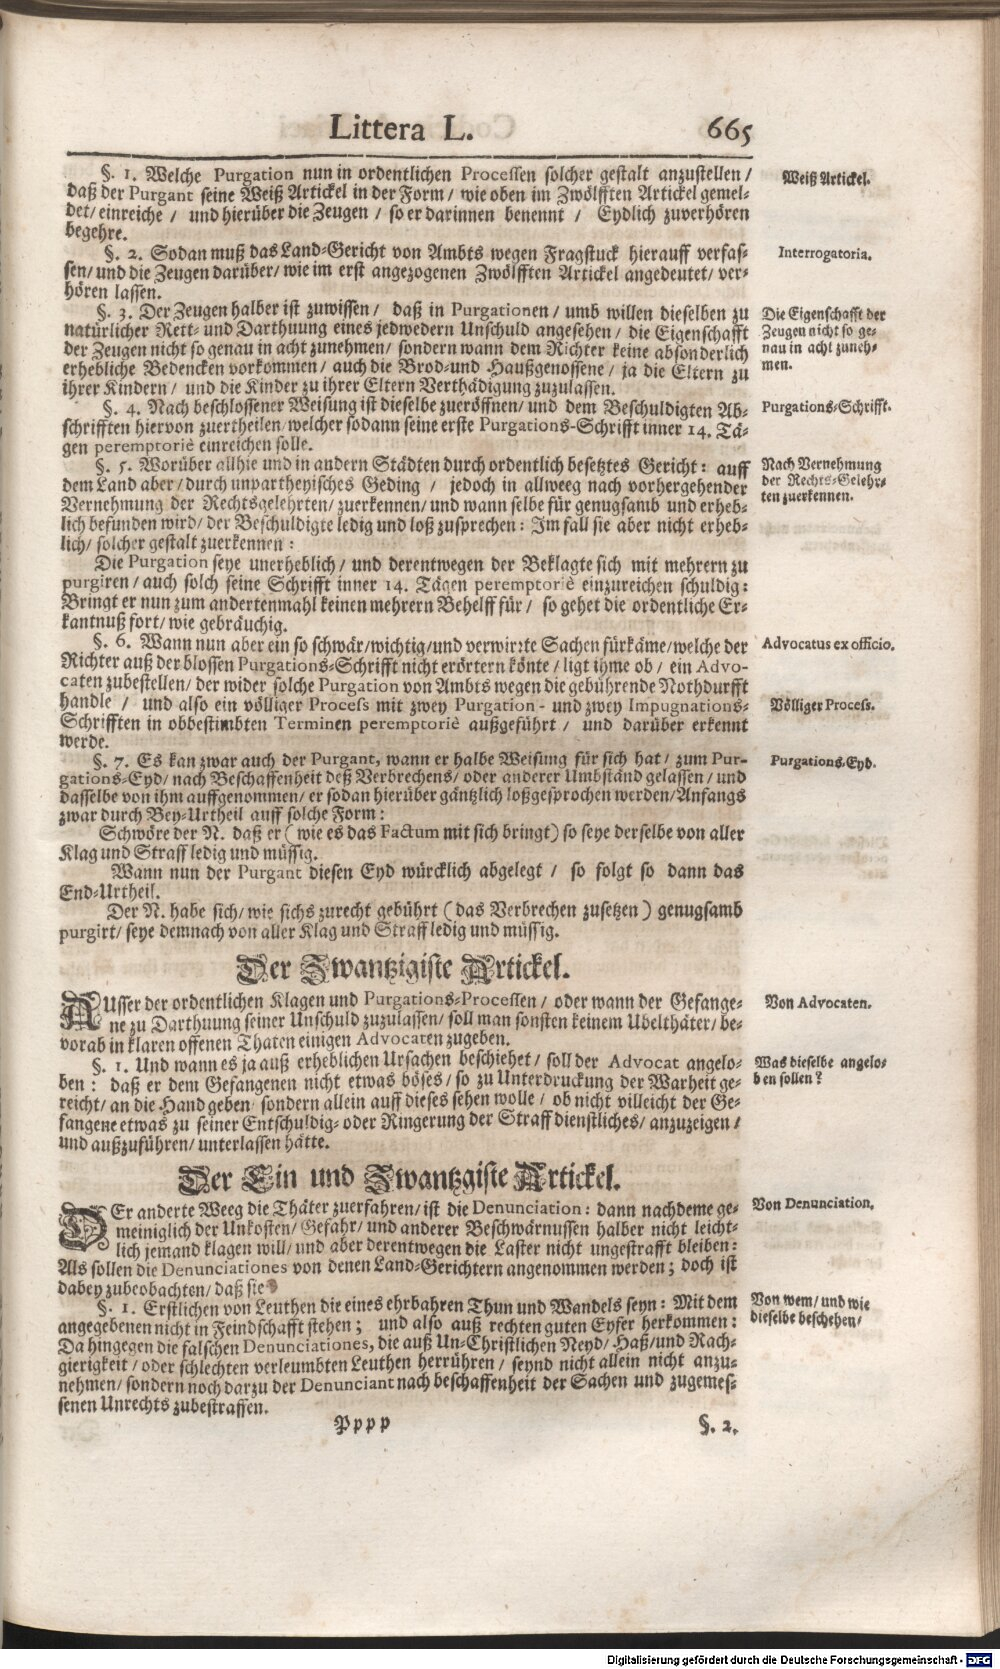 Littera L. 665
§. 1. Welche Purgation nun in ordentlichen Processen solcher gestalt anzustellen /
daß der Purgant seine Weiß Artickel in der Form / wie oben im Zwölfften Artickel gemel-
det / einreiche / und hierüber die Zeugen / so er darinnen benennt / Eydlich zuverhören
begehre.
Weiß Artickel.
§. 2. Sodan muß das Land-Gericht von Ambts wegen Fragstuck hierauff verfas-
sen / und die Zeugen darüber / wie im erst angezogenen Zwölfften Artickel angedeutet / ver-
hören lassen.
Interrogatoria.
§. 3. Der Zeugen halber ist zuwissen / daß in Purgationen / umb willen dieselben zu
natürlicher Rett- und Darthuung eines jedwedern Unschuld angesehen / die Eigenschafft
der Zeugen nicht so genau in acht zunehmen / sondern wann dem Richter keine absonderlich
erhebliche Bedencken vorkommen / auch die Brod-und Haußgenossene / ja die Eltern zu
ihrer Kindern / und die Kinder zu ihrer Eltern Verthädigung zuzulassen.
Die Eigenschafft der
Zeugen nicht so ge-
nau in acht zuneh-
men.
§. 4. Nach beschlossener Weisung ist dieselbe zueröffnen / und dem Beschuldigten Ab-
schrifften hiervon zuertheilen / welcher sodann seine erste Purgations-Schrifft inner 14. Tä-
gen peremptoriè einreichen solle.
Purgations-Schrifft.
§. 5. Worüber allhie und in andern Städten durch ordentlich besetztes Gericht: auff
dem Land aber / durch unpartheyisches Geding / jedoch in allweeg nach vorhergehender
Vernehmung der Rechtsgelehrten / zuerkennen / und wann selbe für genugsamb und erheb-
lich befunden wird / der Beschuldigte ledig und loß zusprechen: Im fall sie aber nicht erheb-
lich / solcher gestalt zuerkennen:
Nach Vernehmung
der Rechts-Gelehr-
ten zuerkennen.
Die Purgation seye unerheblich / und derentwegen der Beklagte sich mit mehrern zu
purgiren / auch solch seine Schrifft inner 14. Tägen peremptoriè einzureichen schuldig:
Bringt er nun zum andertenmahl keinen mehrern Behelff für / so gehet die ordentliche Er-
kantnuß fort / wie gebräuchig.
§. 6. Wann nun aber ein so schwär / wichtig / und verwirrte Sachen fürkäme / welche der
Richter auß der blossen Purgations-Schrifft nicht erörtern könte / ligt ihme ob / ein Advo-
caten zubestellen / der wider solche Purgation von Ambts wegen die gebührende Nothdurfft
handle / und also ein völliger Process mit zwey Purgation- und zwey Impugnations-
Schrifften in obbestimbten Terminen peremptoriè außgeführt / und darüber erkennt
werde.
Advocatus ex officio.
Völliger Process.
§. 7. Es kan zwar auch der Purgant, wann er halbe Weisung für sich hat / zum Pur-
gations-Eyd / nach Beschaffenheit deß Verbrechens / oder anderer Umbständ gelassen / und
dasselbe von ihm auffgenommen / er sodan hierüber gäntzlich loßgesprochen werden / Anfangs
zwar durch Bey-Urtheil auff solche Form:
Purgations-Eyd.
Schwöre der N. daß er ( wie es das Factum mit sich bringt ) so seye derselbe von aller
Klag und Straff ledig und müssig.
Wann nun der Purgant diesen Eyd würcklich abgelegt / so folgt so dann das
End-Urtheil.
Der N. habe sich / wie sichs zurecht gebührt ( das Verbrechen zusetzen ) genugsamb
purgirt / seye demnach von aller Klag und Straff ledig und müssig.
Der Zwantzigiste Artickel.
AUsser der ordentlichen Klagen und Purgations-Processen / oder wann der Gefange-
ne zu Darthuung seiner Unschuld zuzulassen / soll man sonsten keinem Ubelthäter / be-
vorab in klaren offenen Thaten einigen Advocaten zugeben.
Von Advocaten.
§. 1. Und wann es ja auß erheblichen Ursachen beschiehet / soll der Advocat angelo-
ben: daß er dem Gefangenen nicht etwas böses / so zu Unterdruckung der Warheit ge-
reicht / an die Hand geben / sondern allein auff dieses sehen wolle / ob nicht villeicht der Ge-
fangene etwas zu seiner Entschuldig- oder Ringerung der Straff dienstliches / anzuzeigen /
und außzuführen / unterlassen hätte.
Was dieselbe angelo-
ben sollen?
Der Ein und Zwantzgiste Artickel.
DEr anderte Weeg die Thäter zuerfahren / ist die Denunciation: dann nachdeme ge-
meiniglich der Unkosten / Gefahr / und anderer Beschwärnussen halber nicht leicht-
lich jemand klagen will / und aber derentwegen die Laster nicht ungestrafft bleiben:
Als sollen die Denunciationes von denen Land-Gerichtern angenommen werden; doch ist
dabey zubeobachten / daß sie
Von Denunciation.
§. 1. Erstlichen von Leuthen die eines ehrbahren Thun und Wandels seyn: Mit dem
angegebenen nicht in Feindschafft stehen; und also auß rechten guten Eyfer herkommen:
Da hingegen die falschen Denunciationes, die auß Un-Christlichen Neyd / Haß / und Rach-
gierigkeit / oder schlechten verleumbten Leuthen herrühren / seynd nicht allein nicht anzu-
nehmen / sondern noch darzu der Denunciant nach beschaffenheit der Sachen und zugemes-
senen Unrechts zubestraffen.
Von wem / und wie
dieselbe beschehen /
Pppp §. 2.
Digitalisierung gefördert durch die Deutsche Forschungsgemeinschaft - DFG